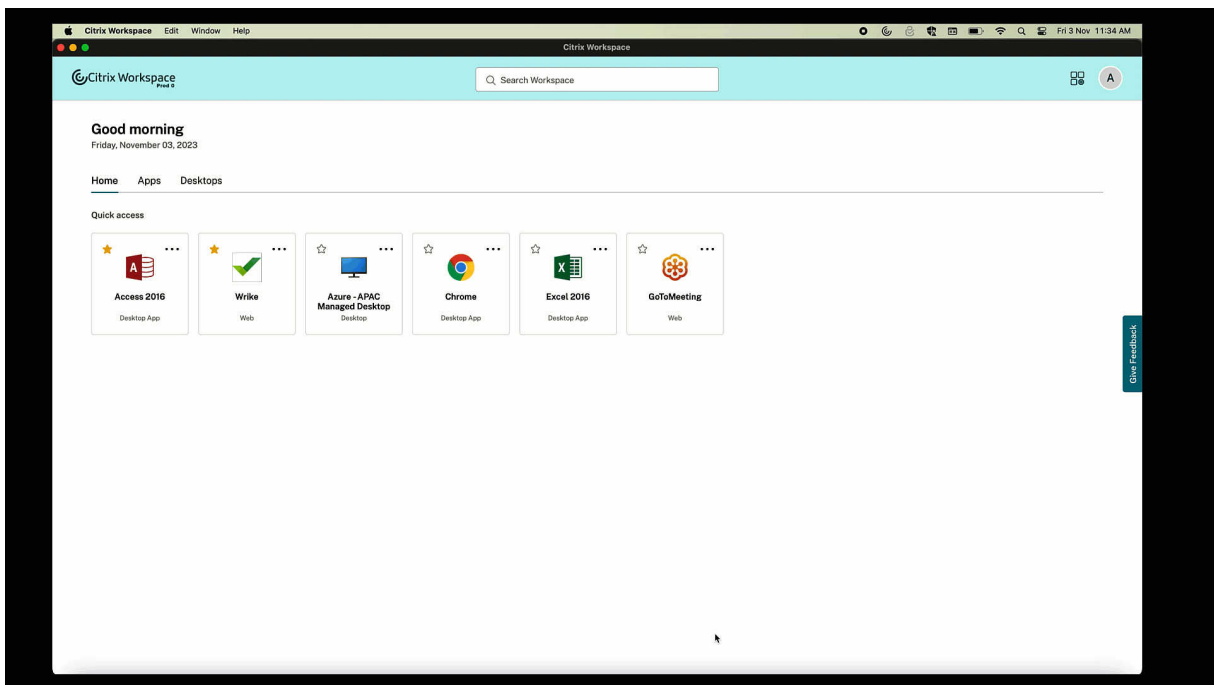 Citrix Workspace Edit Window Help
Fri 3 Nov 11:34 AM
Citrix Workspace
Citrix Workspace
Prod 0
Search Workspace
A
Good morning
Friday, November 03, 2023
Home Apps Desktops
Quick access
A
X
Access 2016
Wrike
Azure - APAC
Managed Desktop
Chrome
Excel 2016
GoToMeeting
Desktop App
Web
Desktop
Desktop App
Desktop App
Web
Give Feedback